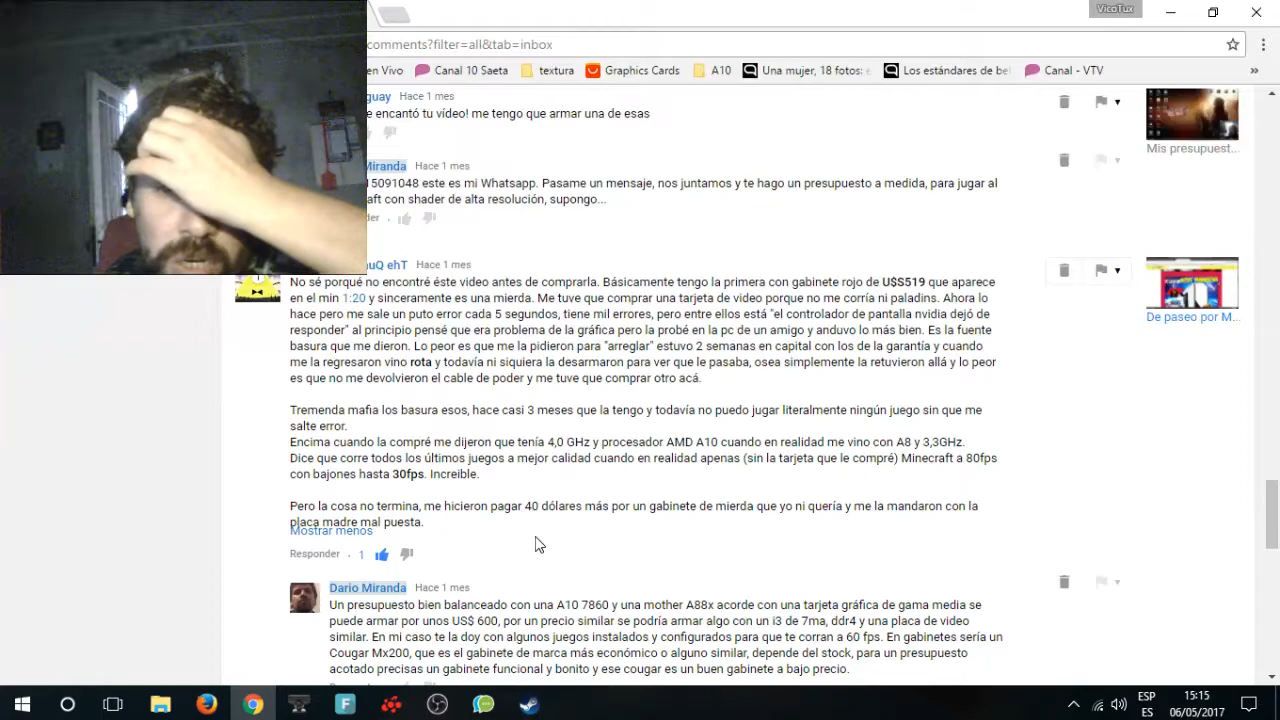 VicoTux
comments?filter=all&tab=inbox
en Vivo
Canal 10 Saeta
textura
Graphics Cards
A10
Una mujer, 18 fotos:
Los estándares de bel
Canal - VTV
»
guay Hace 1 mes
e encantó tu vídeo! me tengo que armar una de esas
Mis presupuest...
Miranda Hace 1 mes
15091048 este es mi Whatsapp. Pasame un mensaje, nos juntamos y te hago un presupuesto a medida, para jugar al
aft con shader de alta resolución, supongo...
der
uQ ehT Hace 1 mes
No sé porqué no encontré éste video antes de comprarla. Básicamente tengo la primera con gabinete rojo de U$S519 que aparece
en el min 1:20 y sinceramente es una mierda. Me tuve que comprar una tarjeta de video porque no me corría ni paladins. Ahora lo
hace pero me sale un puto error cada 5 segundos, tiene mil errores, pero entre ellos está "el controlador de pantalla nvidia dejó de
responder" al principio pensé que era problema de la gráfica pero la probé en la pc de un amigo y anduvo lo más bien. Es la fuente
basura que me dieron. Lo peor es que me la pidieron para "arreglar" estuvo 2 semanas en capital con los de la garantía y cuando
me la regresaron vino rota y todavía ni siquiera la desarmaron para ver que le pasaba, osea simplemente la retuvieron allá y lo peor
es que no me devolvieron el cable de poder y me tuve que comprar otro acá.
De paseo por M...
Tremenda mafia los basura esos, hace casi 3 meses que la tengo y todavía no puedo jugar literalmente ningún juego sin que me
salte error.
Encima cuando la compré me dijeron que tenía 4,0 GHz y procesador AMD A10 cuando en realidad me vino con A8 y 3,3GHz.
Dice que corre todos los últimos juegos a mejor calidad cuando en realidad apenas (sin la tarjeta que le compré) Minecraft a 80fps
con bajones hasta 30fps. Increible.
Pero la cosa no termina, me hicieron pagar 40 dólares más por un gabinete de mierda que yo ni quería y me la mandaron con la
placa madre mal puesta.
Mostrar menos
Responder · 1
Dario Miranda Hace 1 mes
Un presupuesto bien balanceado con una A10 7860 y una mother A88x acorde con una tarjeta gráfica de gama media se
puede armar por unos US$ 600, por un precio similar se podría armar algo con un i3 de 7ma, ddr4 y una placa de video
similar. En mi caso te la doy con algunos juegos instalados y configurados para que te corran a 60 fps. En gabinetes sería un
Cougar Mx200, que es el gabinete de marca más económico o alguno similar, depende del stock, para un presupuesto
acotado precisas un gabinete funcional y bonito y ese cougar es un buen gabinete a bajo precio.
ESP
ES
15:15
06/05/2017